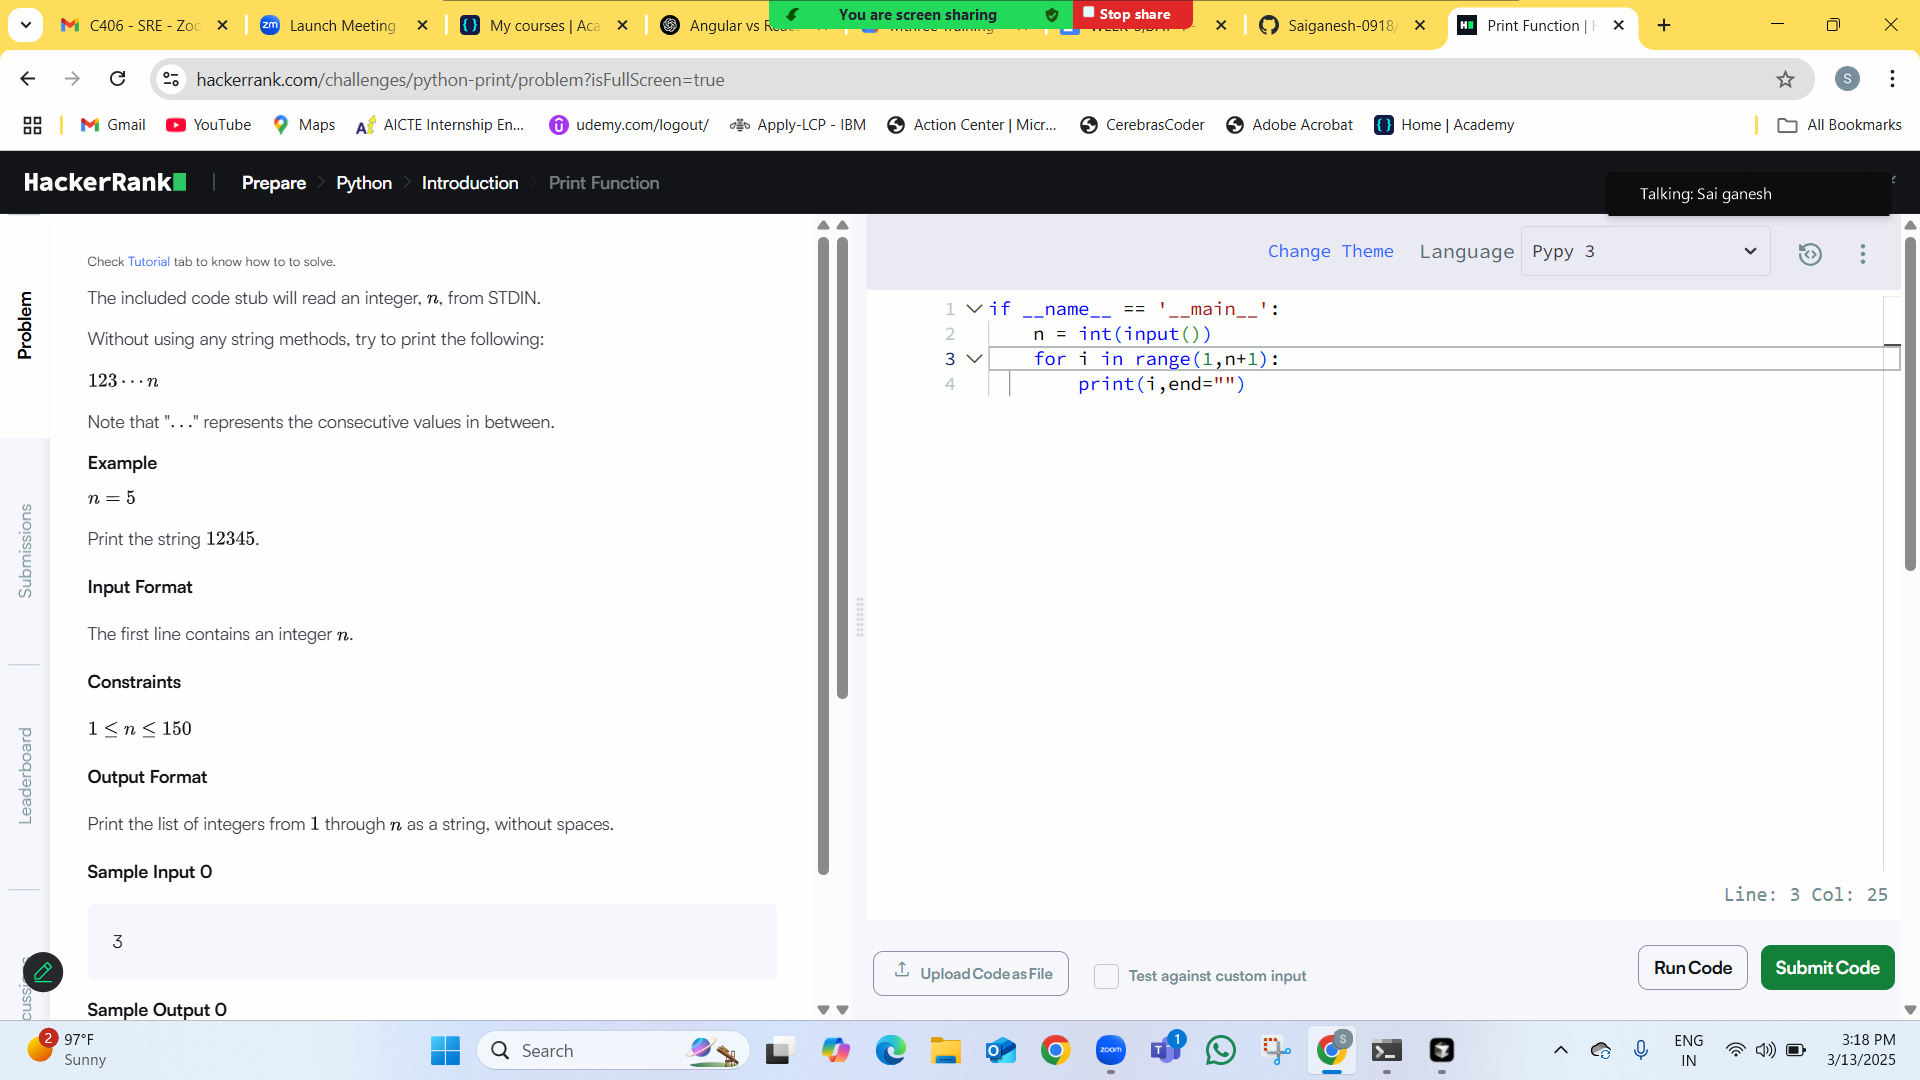 C406 - SRE - Zoo
Launch Meeting
My courses | Aca
Angular vs Reac
You are screen sharing
Stop share
Saiganesh-0918/
Print Function |
hackerrank.com/challenges/python-print/problem?isFullScreen=true
S
Gmail
YouTube
Maps
AICTE Internship En...
udemy.com/logout/
Apply-LCP - IBM
Action Center | Micr...
CerebrasCoder
Adobe Acrobat
Home | Academy
All Bookmarks
HackerRank
Prepare
Python
Introduction
Print Function
Talking: Sai ganesh
Problem
Submissions
Leaderboard
Check Tutorial tab to know how to to solve.
The included code stub will read an integer, n, from STDIN.
Without using any string methods, try to print the following:
123⋯n
Note that "..." represents the consecutive values in between.
Example
n = 5
Print the string 12345.
Input Format
The first line contains an integer n.
Constraints
1 ≤ n ≤ 150
Output Format
Print the list of integers from 1 through n as a string, without spaces.
Sample Input 0
3
Sample Output 0
Change Theme
Language
Pypy 3
1 if __name__ == '__main__':
2 n = int(input())
3 for i in range(1,n+1):
4 print(i,end="")
Line: 3 Col: 25
Upload Code as File
Test against custom input
Run Code
Submit Code
2
97°F
Sunny
Search
zoom
1
ENG
IN
3:18 PM
3/13/2025